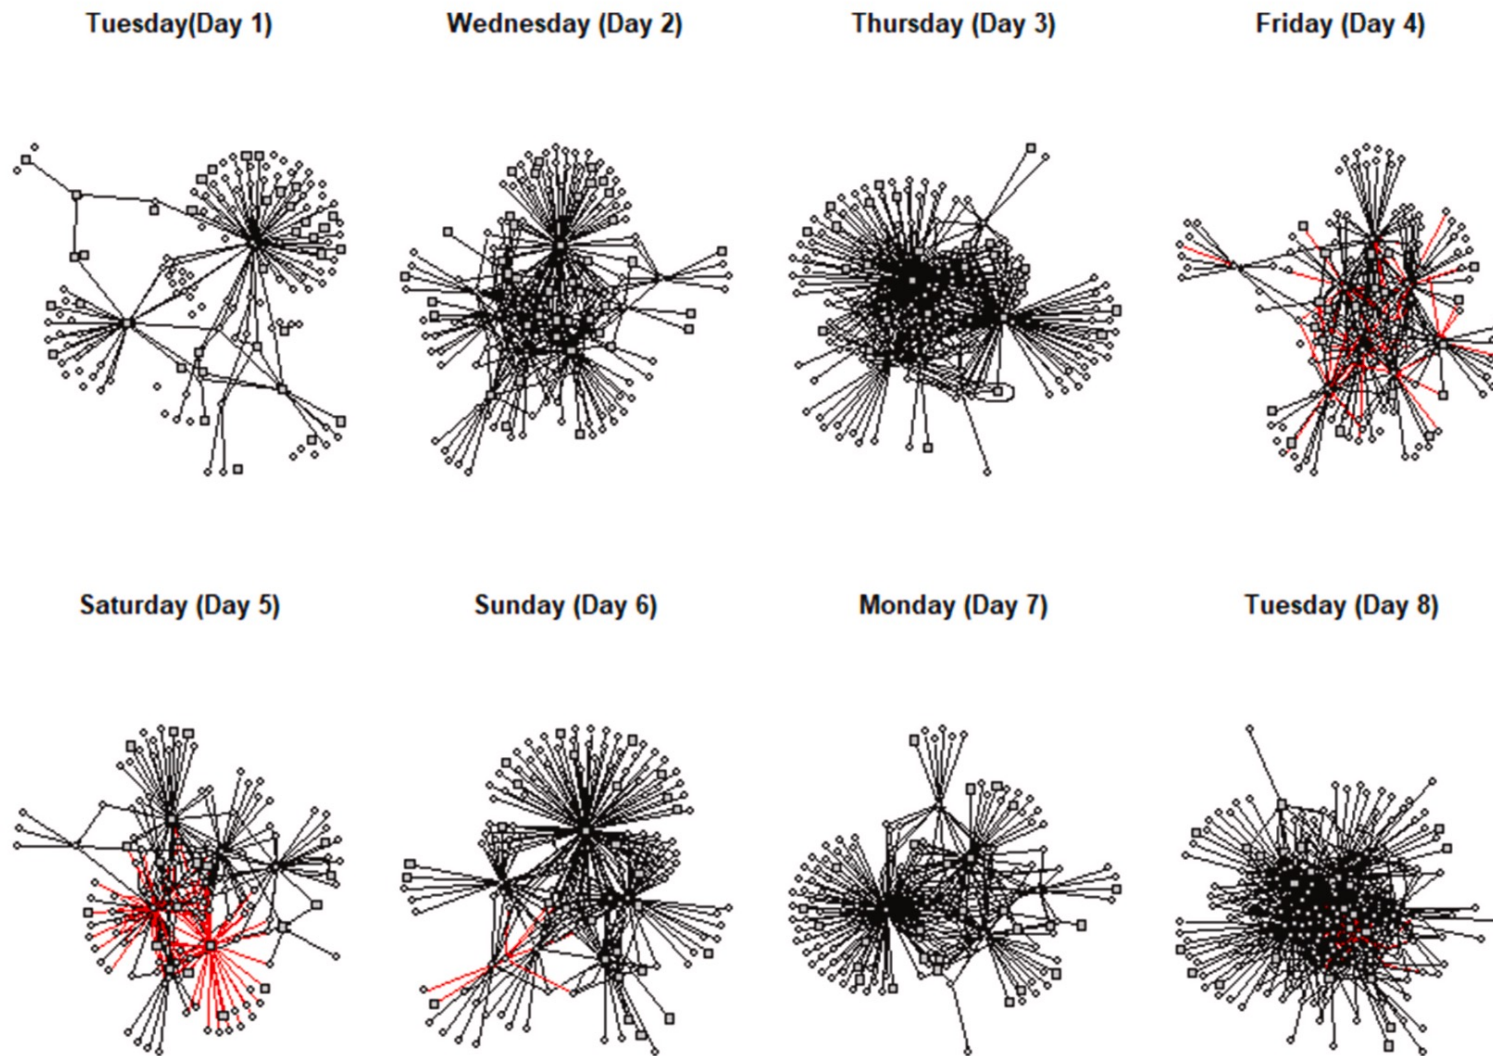 Tuesday(Day 1)
Wednesday (Day 2)
Thursday (Day 3)
Friday (Day 4)
Saturday (Day 5)
Sunday (Day 6)
Monday (Day 7)
Tuesday (Day 8)